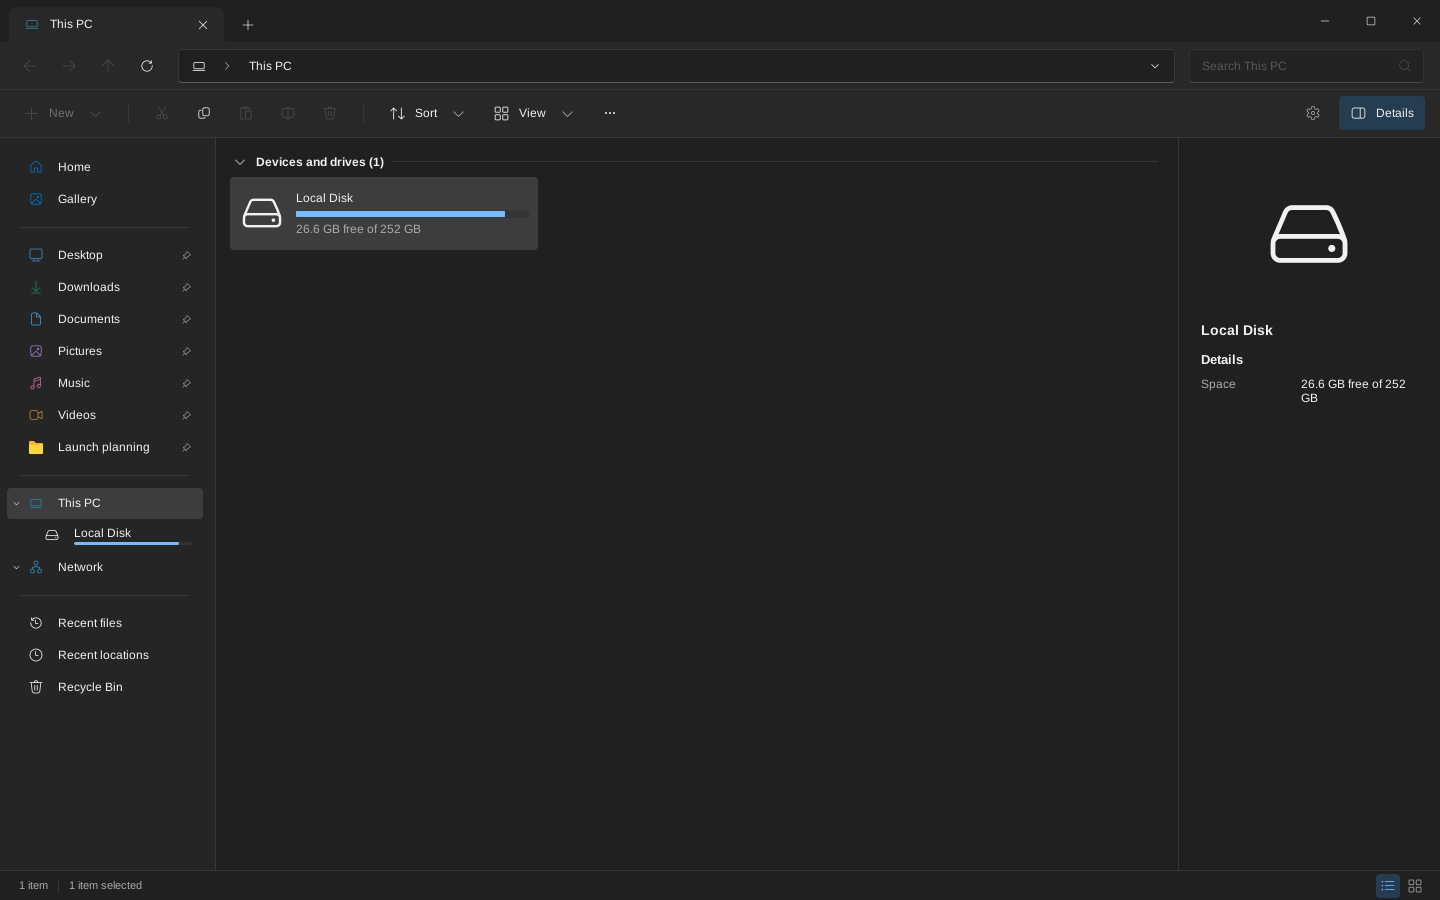 This PC
This PC
Search This PC
New
Sort
View
Details
Home
Gallery
Desktop
Downloads
Documents
Pictures
Music
Videos
Launch planning
This PC
Local Disk
Network
Recent files
Recent locations
Recycle Bin
Devices and drives (1)
Local Disk
26.6 GB free of 252 GB
Local Disk
Details
Space 26.6 GB free of 252
GB
1 item 1 item selected